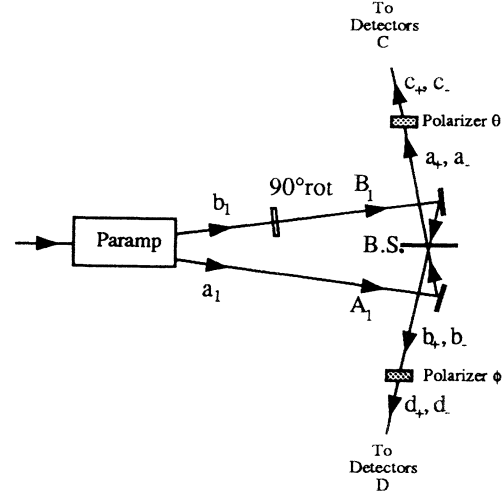 To
Detectors
C
c₊, c₋
Polarizer θ
a₊, a₋
90°rot
B₁
b₁
Paramp
B.S.
a₁
A₁
b₊, b₋
Polarizer ϕ
d₊, d₋
To
Detectors
D